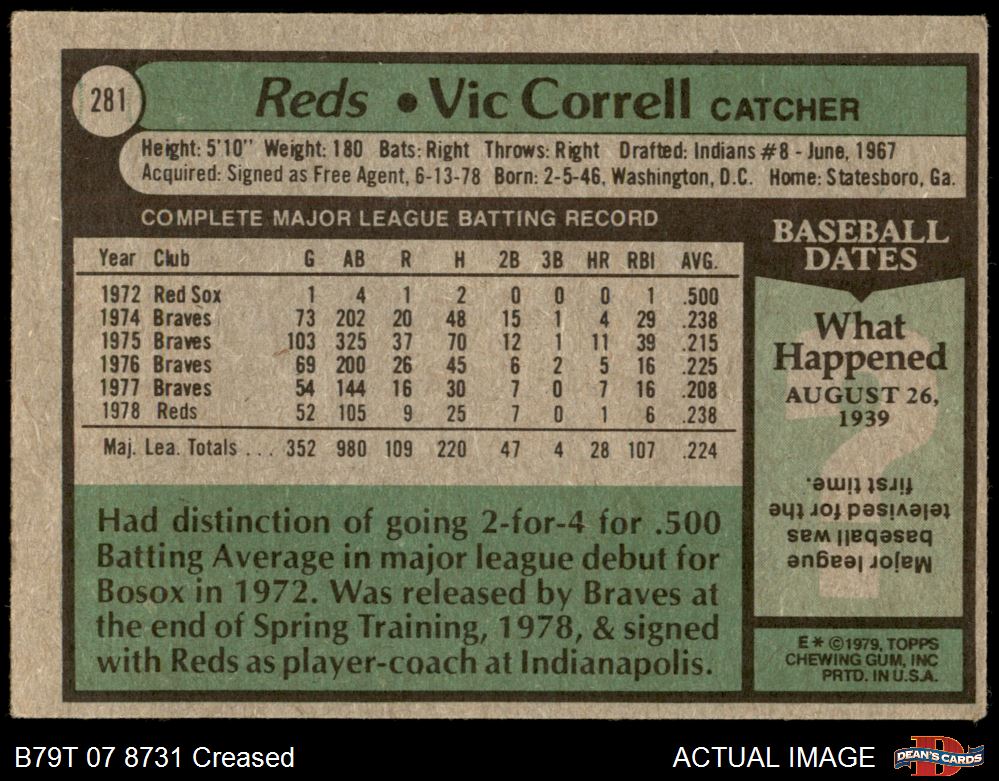 281
Reds • Vic Correll CATCHER
Height: 5'10" Weight: 180 Bats: Right Throws: Right Drafted: Indians #8 - June, 1967
Acquired: Signed as Free Agent, 6-13-78 Born: 2-5-46, Washington, D.C. Home: Statesboro, Ga.
COMPLETE MAJOR LEAGUE BATTING RECORD
Year Club G AB R H 2B 3B HR RBI AVG.
1972 Red Sox 1 4 1 2 0 0 0 1 .500
1974 Braves 73 202 20 48 15 1 4 29 .238
1975 Braves 103 325 37 70 12 1 11 39 .215
1976 Braves 69 200 26 45 6 2 5 16 .225
1977 Braves 54 144 16 30 7 0 7 16 .208
1978 Reds 52 105 9 25 7 0 1 6 .238
Maj. Lea. Totals . . . 352 980 109 220 47 4 28 107 .224
Had distinction of going 2-for-4 for .500
Batting Average in major league debut for
Bosox in 1972. Was released by Braves at
the end of Spring Training, 1978, & signed
with Reds as player-coach at Indianapolis.
BASEBALL
DATES
What
Happened
AUGUST 26,
1939
?
Major league
baseball was
televised for the
first time.
E * ©1979, TOPPS
CHEWING GUM, INC
PRTD. IN U.S.A.
B79T 07 8731 Creased
ACTUAL IMAGE
D
DEAN'S CARDS